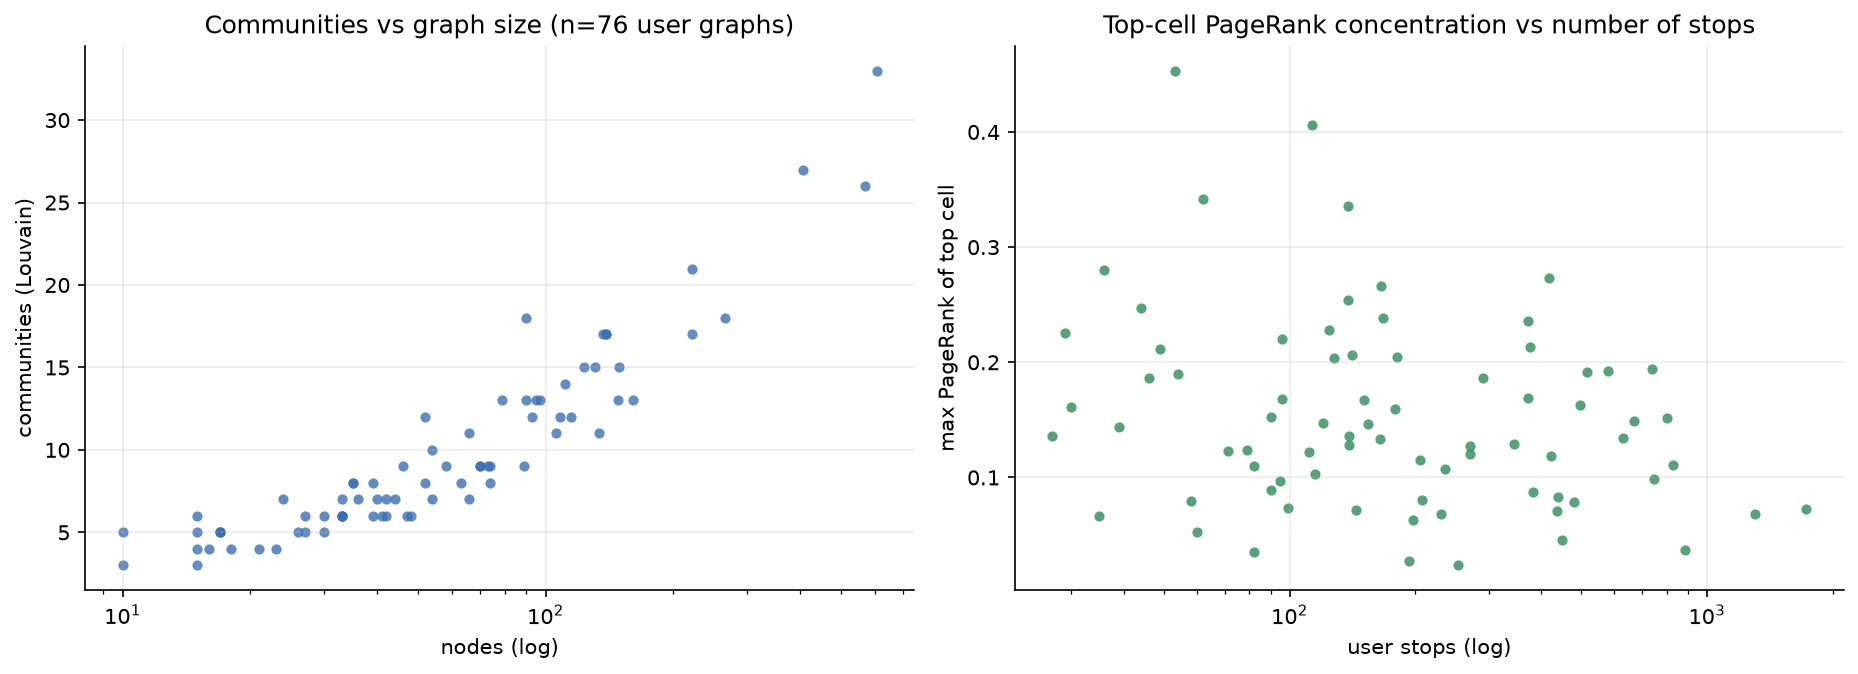 Communities vs graph size (n=76 user graphs)
communities (Louvain)
30
25
20
15
10
5
10¹
10²
nodes (log)
Top-cell PageRank concentration vs number of stops
max PageRank of top cell
0.4
0.3
0.2
0.1
10²
10³
user stops (log)